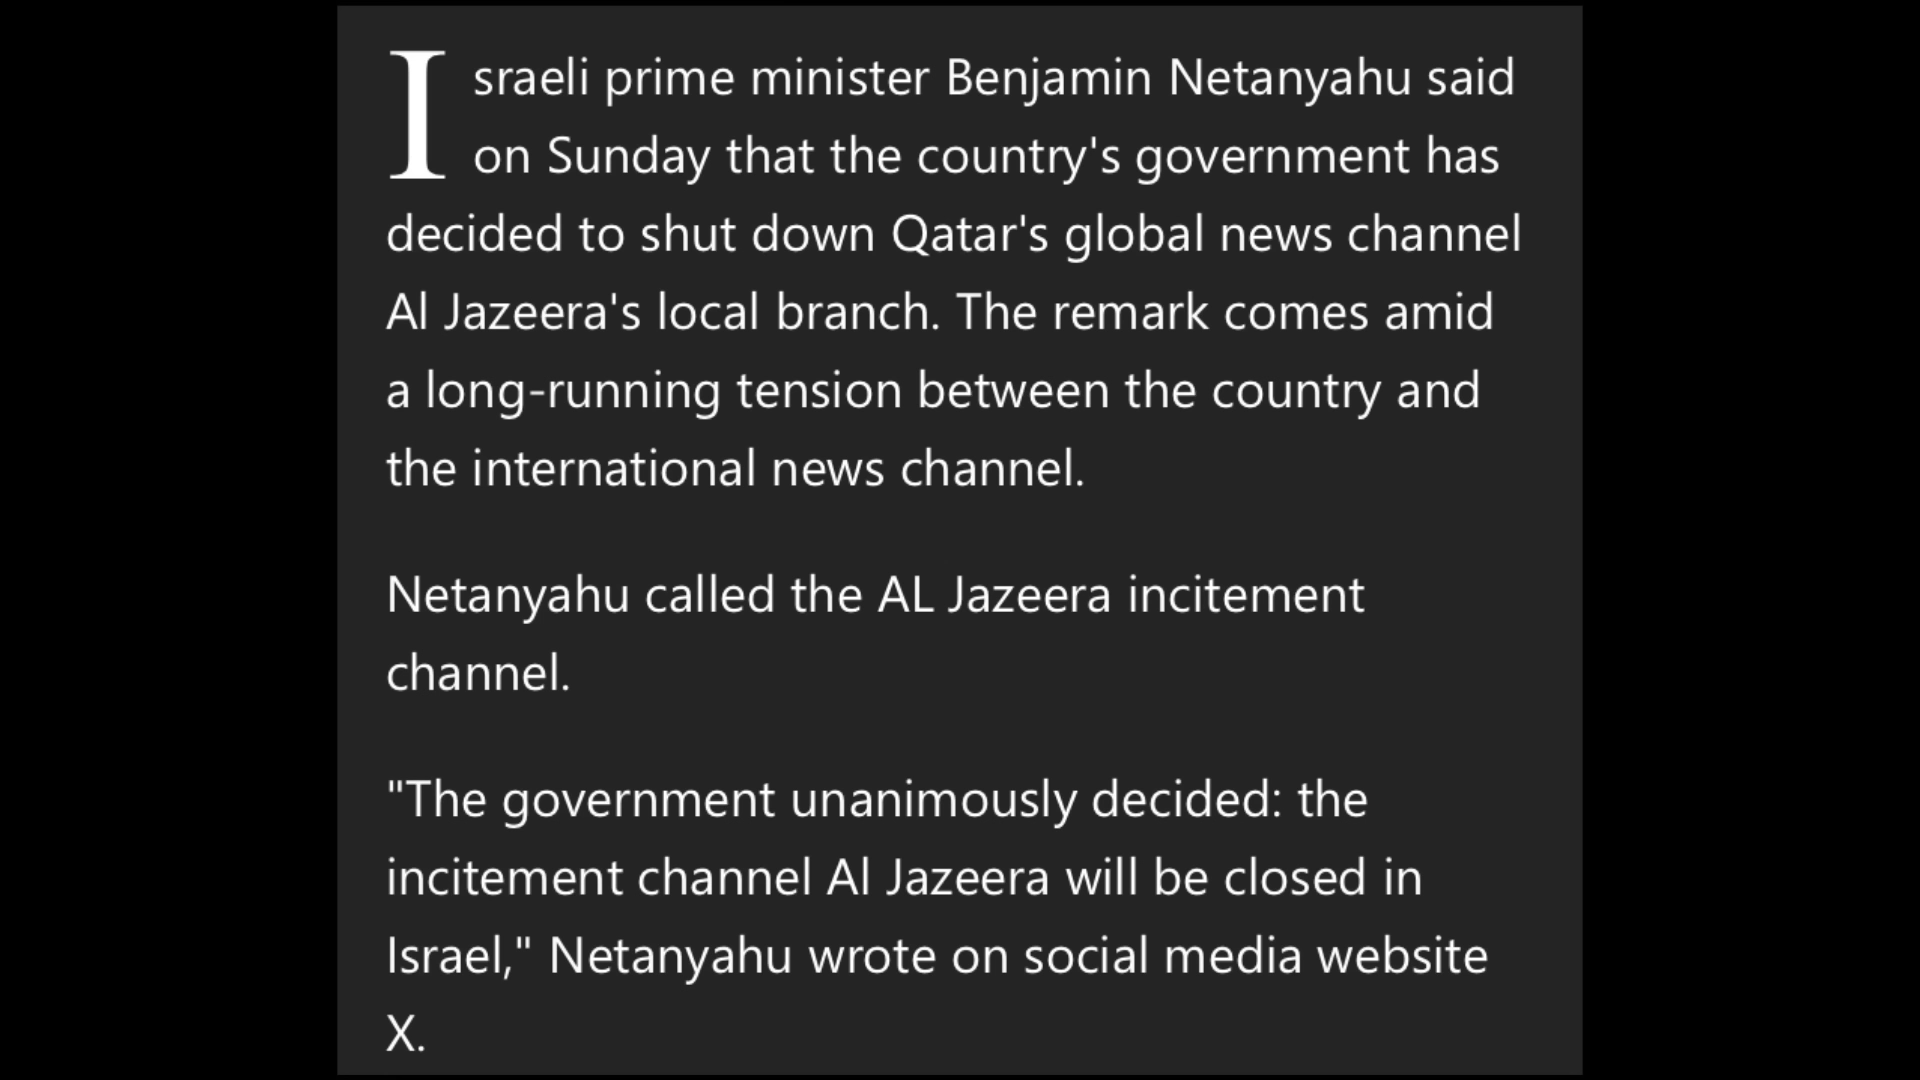 Israeli prime minister Benjamin Netanyahu said
on Sunday that the country's government has
decided to shut down Qatar's global news channel
Al Jazeera's local branch. The remark comes amid
a long-running tension between the country and
the international news channel.
Netanyahu called the AL Jazeera incitement
channel.
"The government unanimously decided: the
incitement channel Al Jazeera will be closed in
Israel," Netanyahu wrote on social media website
X.